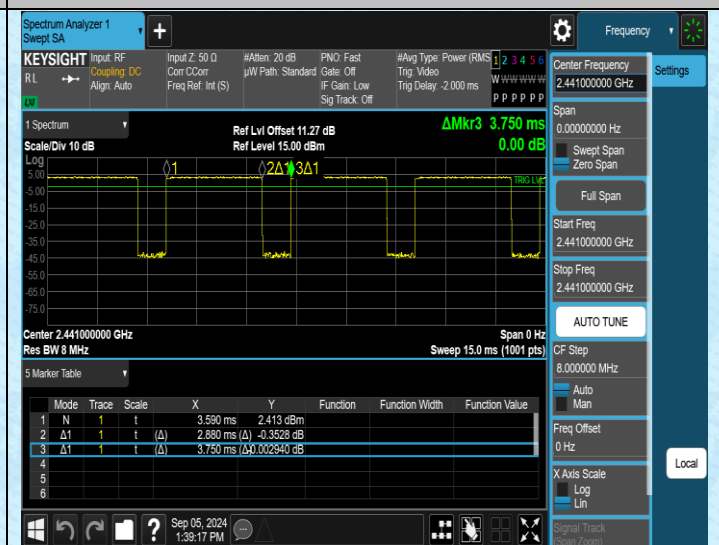 Spectrum Analyzer 1
Swept SA
Frequency
KEYSIGHT
RL
Input: RF
Coupling: DC
Align: Auto
Input Z: 50 Ω
Corr CCorr
Freq Ref: Int (S)
#Atten: 20 dB
µW Path: Standard
PNO: Fast
Gate: Off
IF Gain: Low
Sig Track: Off
#Avg Type: Power (RMS
Trig: Video
Trig Delay: -2.000 ms
1 2 3 4 5 6
W W W W W W
P P P P P P
LXI
1 Spectrum
Scale/Div 10 dB
Ref Lvl Offset 11.27 dB
Ref Level 15.00 dBm
ΔMkr3 3.750 ms
0.00 dB
Log
5.00
-5.00
-15.0
-25.0
-35.0
-45.0
-55.0
-65.0
-75.0
1
2Δ1
3Δ1
TRIG LVL
Center 2.441000000 GHz
Res BW 8 MHz
Span 0 Hz
Sweep 15.0 ms (1001 pts)
5 Marker Table
Mode Trace Scale X Y Function Function Width Function Value
1 N 1 t 3.590 ms 2.413 dBm
2 Δ1 1 t (Δ) 2.880 ms (Δ) -0.3528 dB
3 Δ1 1 t (Δ) 3.750 ms (Δ) -0.002940 dB
4
5
6
Sep 05, 2024
1:39:17 PM
Center Frequency
2.441000000 GHz
Span
0.00000000 Hz
Swept Span
Zero Span
Full Span
Start Freq
2.441000000 GHz
Stop Freq
2.441000000 GHz
AUTO TUNE
CF Step
8.000000 MHz
Auto
Man
Freq Offset
0 Hz
X Axis Scale
Log
Lin
Signal Track
(Span Zoom)
Settings
Local